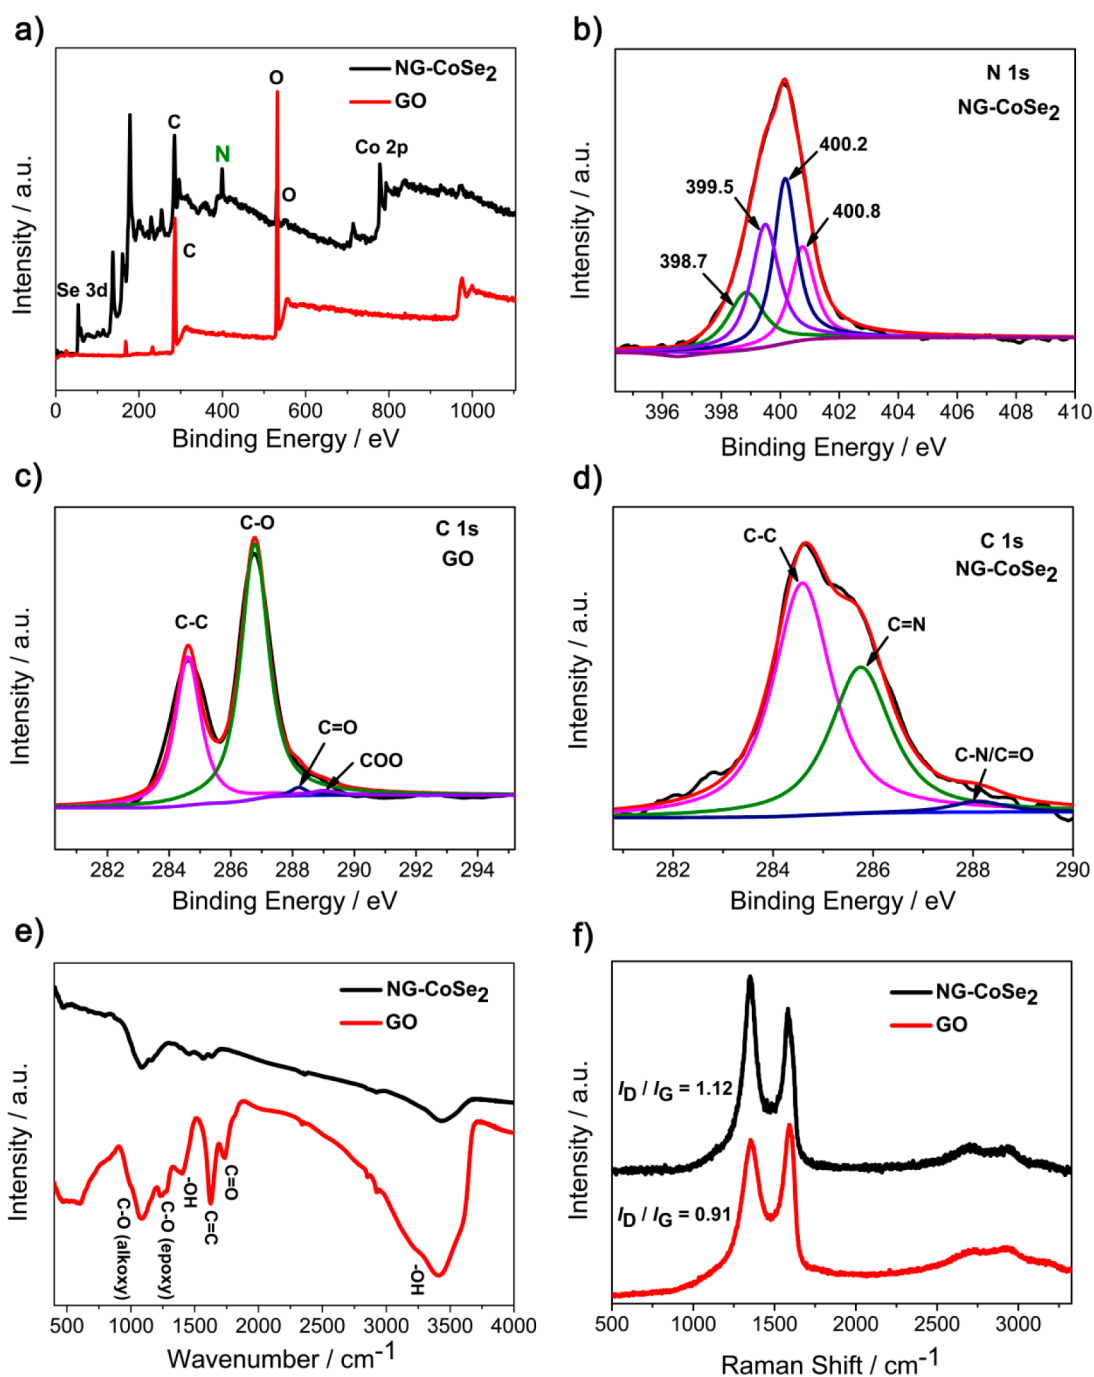 a)
NG-CoSe2
GO
O
C
N
Co 2p
O
C
Se 3d
Intensity / a.u.
0 200 400 600 800 1000
Binding Energy / eV
b)
N 1s
NG-CoSe2
400.2
399.5
400.8
398.7
Intensity / a.u.
396 398 400 402 404 406 408 410
Binding Energy / eV
c)
C-O
C 1s
GO
C-C
C=O
COO
Intensity / a.u.
282 284 286 288 290 292 294
Binding Energy / eV
d)
C-C
C 1s
NG-CoSe2
C=N
C-N/C=O
Intensity / a.u.
282 284 286 288 290
Binding Energy / eV
e)
NG-CoSe2
GO
C-O (alkoxy)
C-O (epoxy)
-OH
C=C
C=O
-OH
Intensity / a.u.
500 1000 1500 2000 2500 3000 3500 4000
Wavenumber / cm-1
f)
NG-CoSe2
GO
ID / IG = 1.12
ID / IG = 0.91
Intensity / a.u.
500 1000 1500 2000 2500 3000
Raman Shift / cm-1